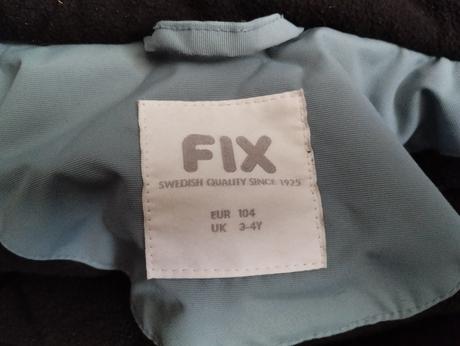 FIX
SWEDISH QUALITY SINCE 1925
EUR 104
UK 3-4Y